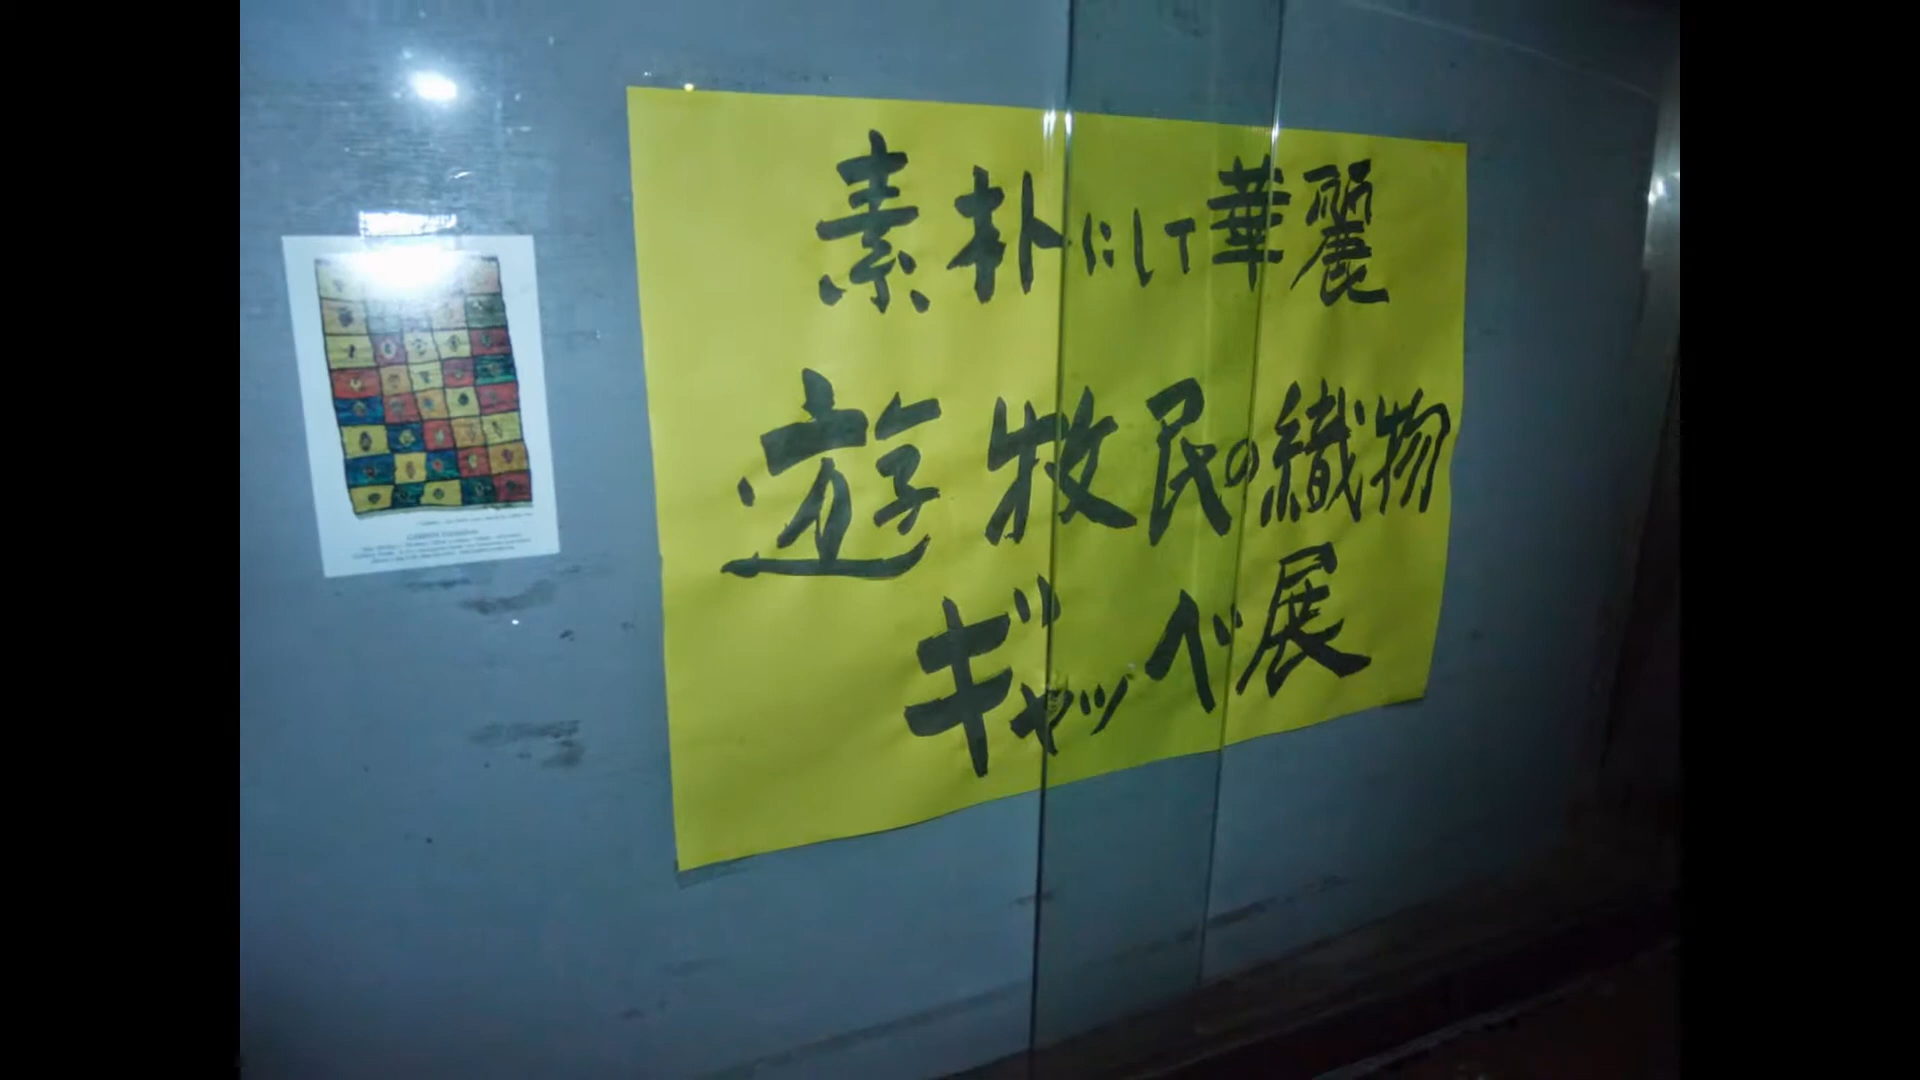 素朴にして華麗
遊牧民の織物
ギャッベ展